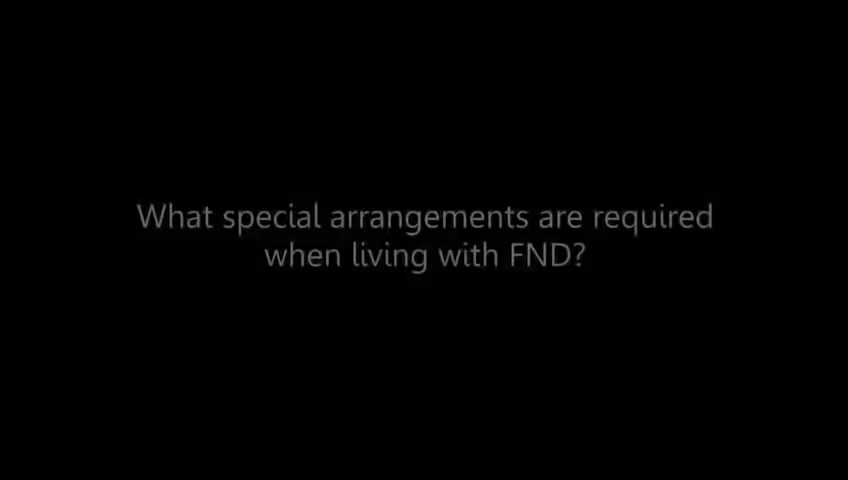 What special arrangements are required
when living with FND?